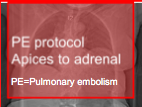 PE protocol
Apices to adrenal
PE=Pulmonary embolism